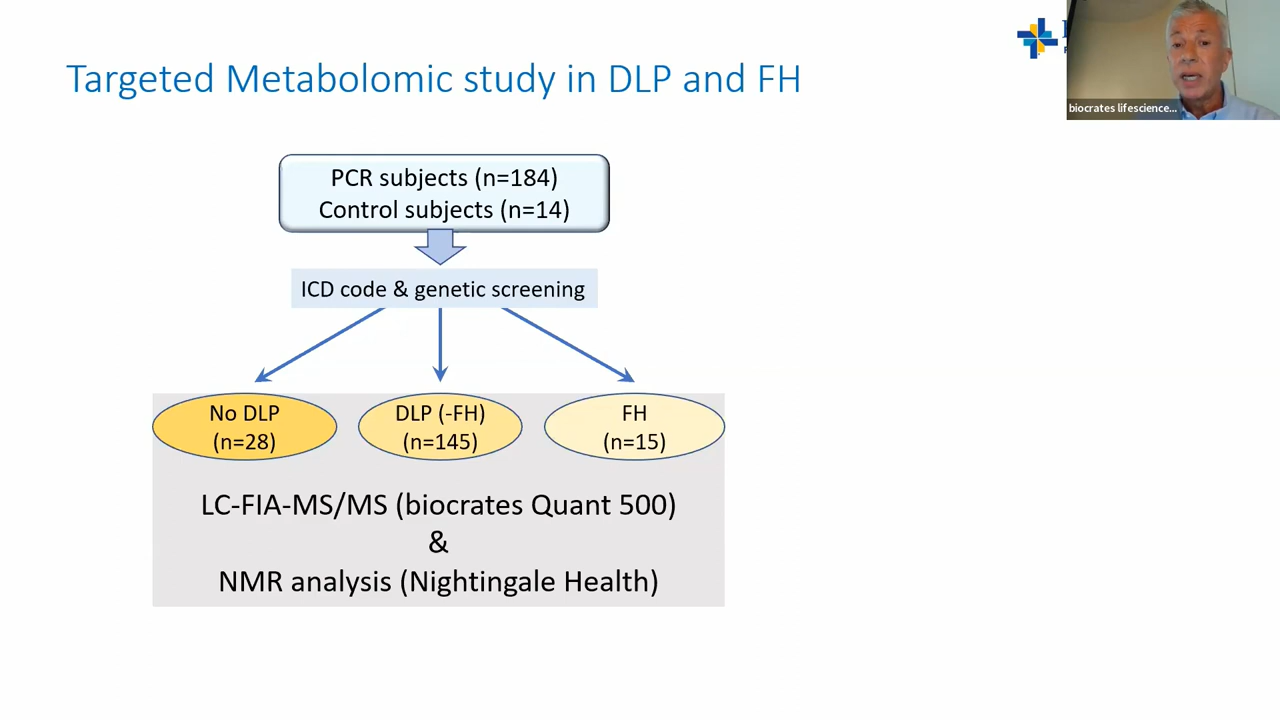 Targeted Metabolomic study in DLP and FH
biocrates lifescience...
PCR subjects (n=184)
Control subjects (n=14)
ICD code & genetic screening
No DLP
(n=28)
DLP (-FH)
(n=145)
FH
(n=15)
LC-FIA-MS/MS (biocrates Quant 500)
&
NMR analysis (Nightingale Health)